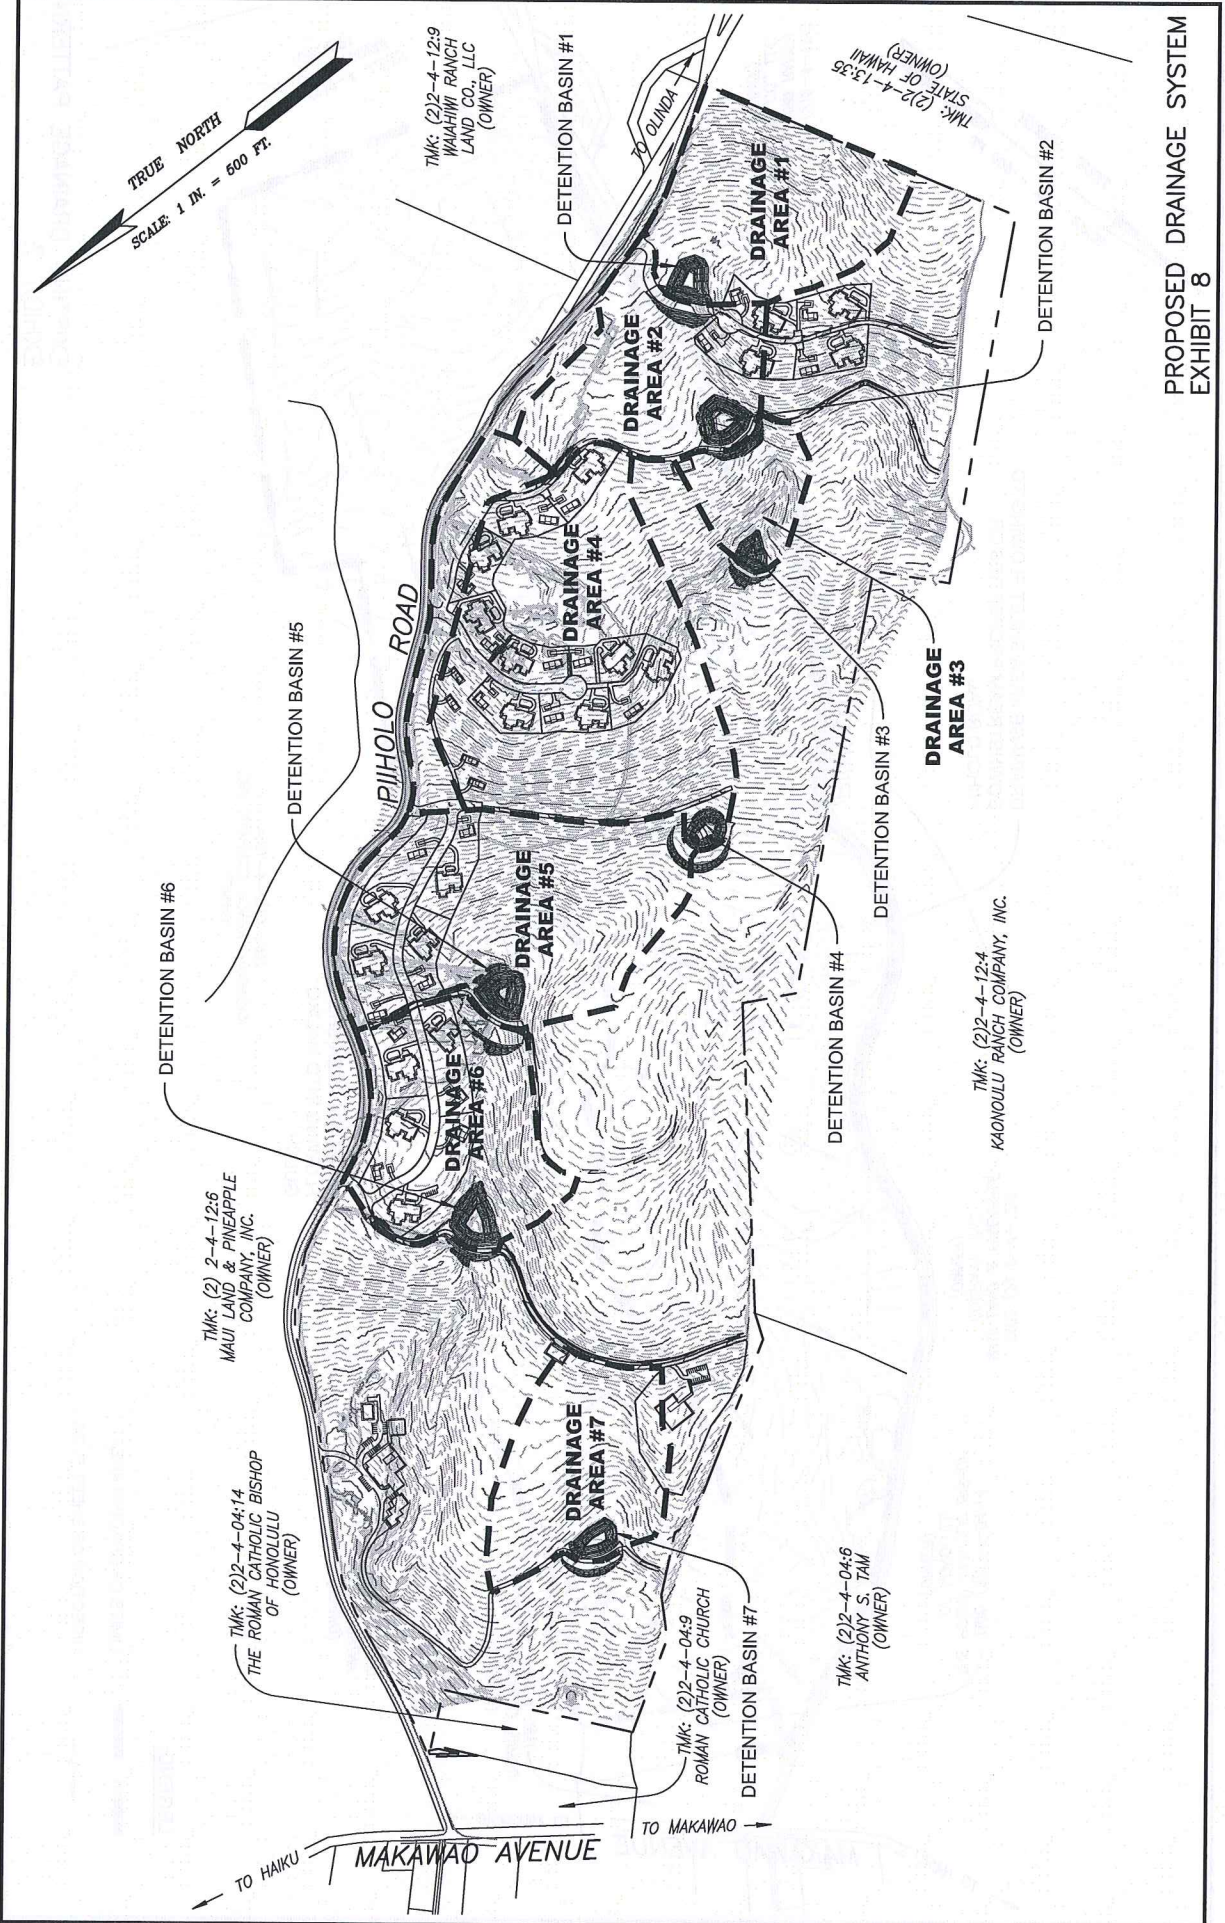 PROPOSED DRAINAGE SYSTEM
EXHIBIT 8
TRUE NORTH
SCALE: 1 IN. = 600 FT.
TMK: (2)2-4-12:9
WAIAHIWI RANCH
LAND CO., LLC
(OWNER)
DETENTION BASIN #1
TO OLINDA
TMK: (2)2-4-13:35
STATE OF HAWAII
(OWNER)
DRAINAGE
AREA #1
DETENTION BASIN #2
DRAINAGE
AREA #2
DRAINAGE
AREA #4
PIIHOLO ROAD
DETENTION BASIN #5
DRAINAGE
AREA #3
DETENTION BASIN #3
DETENTION BASIN #6
DRAINAGE
AREA #5
DETENTION BASIN #4
TMK: (2)2-4-12:4
KAONOULU RANCH COMPANY, INC.
(OWNER)
DRAINAGE
AREA #6
TMK: (2) 2-4-12:6
MAUI LAND & PINEAPPLE
COMPANY, INC.
(OWNER)
DRAINAGE
AREA #7
TMK: (2)2-4-04:14
THE ROMAN CATHOLIC BISHOP
OF HONOLULU
(OWNER)
TMK: (2)2-4-04:6
ANTHONY S. TAM
(OWNER)
TMK: (2)2-4-04:9
ROMAN CATHOLIC CHURCH
(OWNER)
DETENTION BASIN #7
TO MAKAWAO
MAKAWAO AVENUE
TO HAIKU